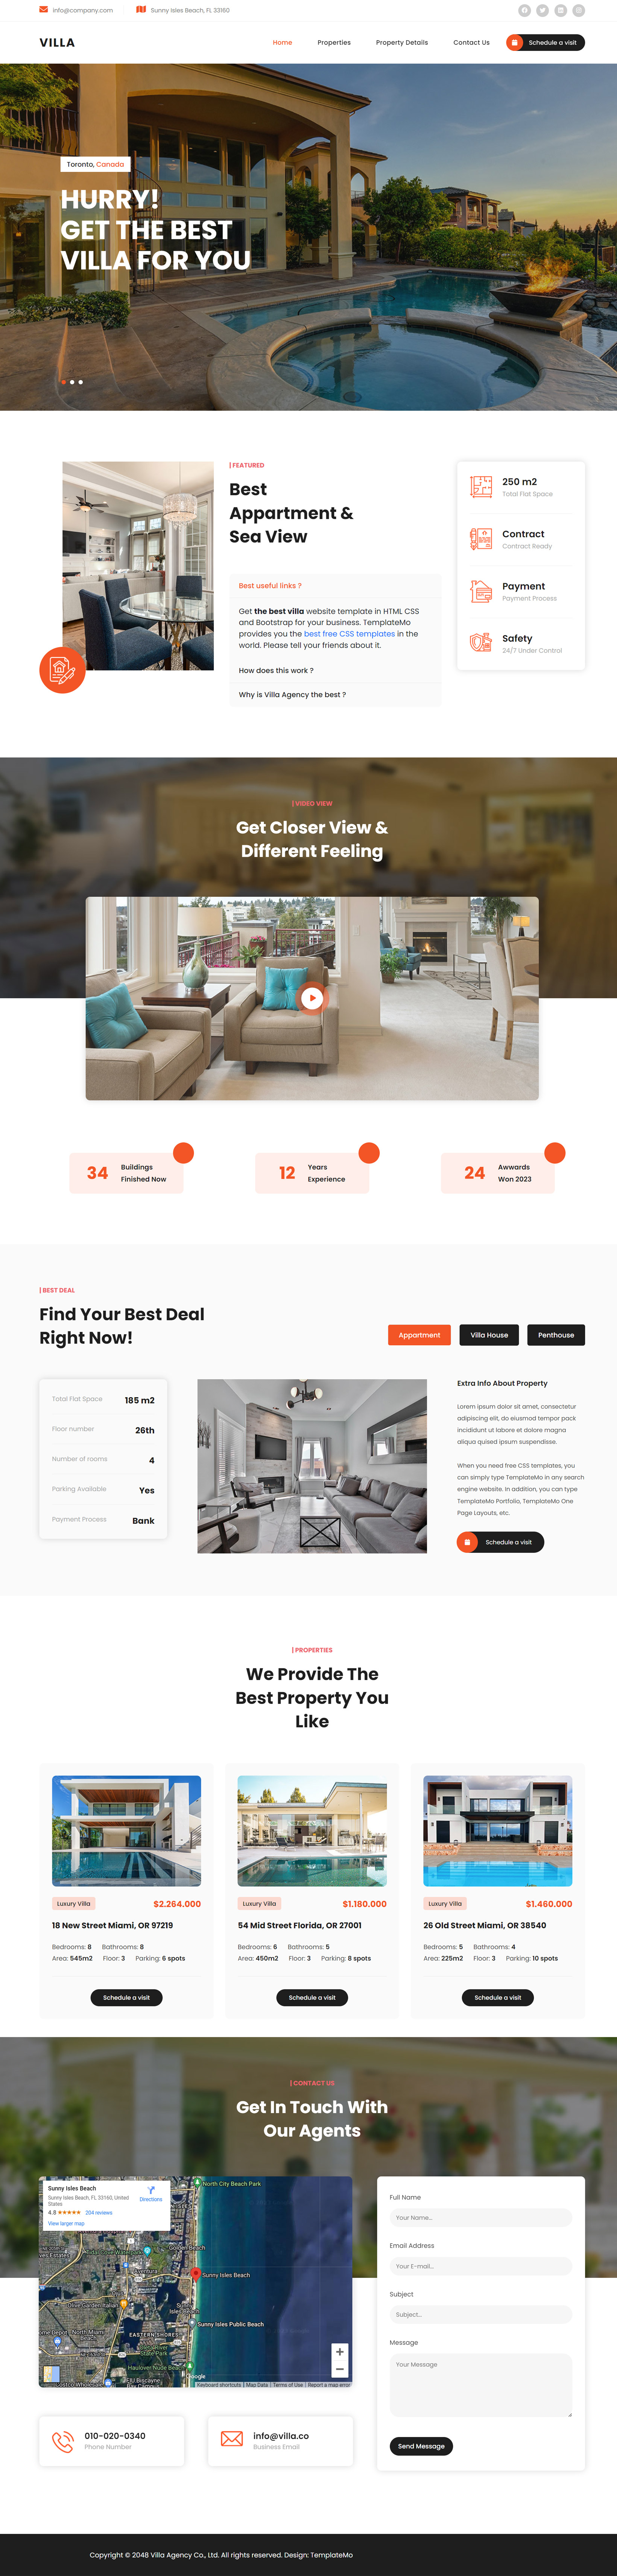 info@company.com
Sunny Isles Beach, FL 33160
VILLA
Home
Properties
Property Details
Contact Us
Schedule a visit
Toronto, Canada
HURRY!
GET THE BEST
VILLA FOR YOU
| FEATURED
Best
Appartment &
Sea View
Best useful links ?
Get the best villa website template in HTML CSS
and Bootstrap for your business. TemplateMo
provides you the best free CSS templates in the
world. Please tell your friends about it.
How does this work ?
Why is Villa Agency the best ?
250 m2
Total Flat Space
Contract
Contract Ready
Payment
Payment Process
Safety
24/7 Under Control
| VIDEO VIEW
Get Closer View &
Different Feeling
34
Buildings
Finished Now
12
Years
Experience
24
Awwards
Won 2023
| BEST DEAL
Find Your Best Deal
Right Now!
Appartment
Villa House
Penthouse
Total Flat Space 185 m2
Floor number 26th
Number of rooms 4
Parking Available Yes
Payment Process Bank
Extra Info About Property
Lorem ipsum dolor sit amet, consectetur
adipiscing elit, do eiusmod tempor pack
incididunt ut labore et dolore magna
aliqua quised ipsum suspendisse.
When you need free CSS templates, you
can simply type TemplateMo in any search
engine website. In addition, you can type
TemplateMo Portfolio, TemplateMo One
Page Layouts, etc.
Schedule a visit
| PROPERTIES
We Provide The
Best Property You
Like
Luxury Villa $2.264.000
18 New Street Miami, OR 97219
Bedrooms: 8 Bathrooms: 8
Area: 545m2 Floor: 3 Parking: 6 spots
Schedule a visit
Luxury Villa $1.180.000
54 Mid Street Florida, OR 27001
Bedrooms: 6 Bathrooms: 5
Area: 450m2 Floor: 3 Parking: 8 spots
Schedule a visit
Luxury Villa $1.460.000
26 Old Street Miami, OR 38540
Bedrooms: 5 Bathrooms: 4
Area: 225m2 Floor: 3 Parking: 10 spots
Schedule a visit
| CONTACT US
Get In Touch With
Our Agents
Sunny Isles Beach
Sunny Isles Beach, FL 33160, United
States
4.8
204 reviews
View larger map
Directions
North City Beach Park
Golden Beach
Aventura
Sunny Isles Beach
Olive Garden Italian
Sunny
Isles Beach
Sunny Isles Public Beach
North Miami
Beach
EASTERN SHORES
Oleta River
State Park
Haulover Nude Beach
Costco Wholesale
Google
Keyboard shortcuts
Map Data
Terms of Use
Report a map error
Full Name
Your Name...
Email Address
Your E-mail...
Subject
Subject...
Message
Your Message
Send Message
010-020-0340
Phone Number
info@villa.co
Business Email
Copyright © 2048 Villa Agency Co., Ltd. All rights reserved. Design: TemplateMo